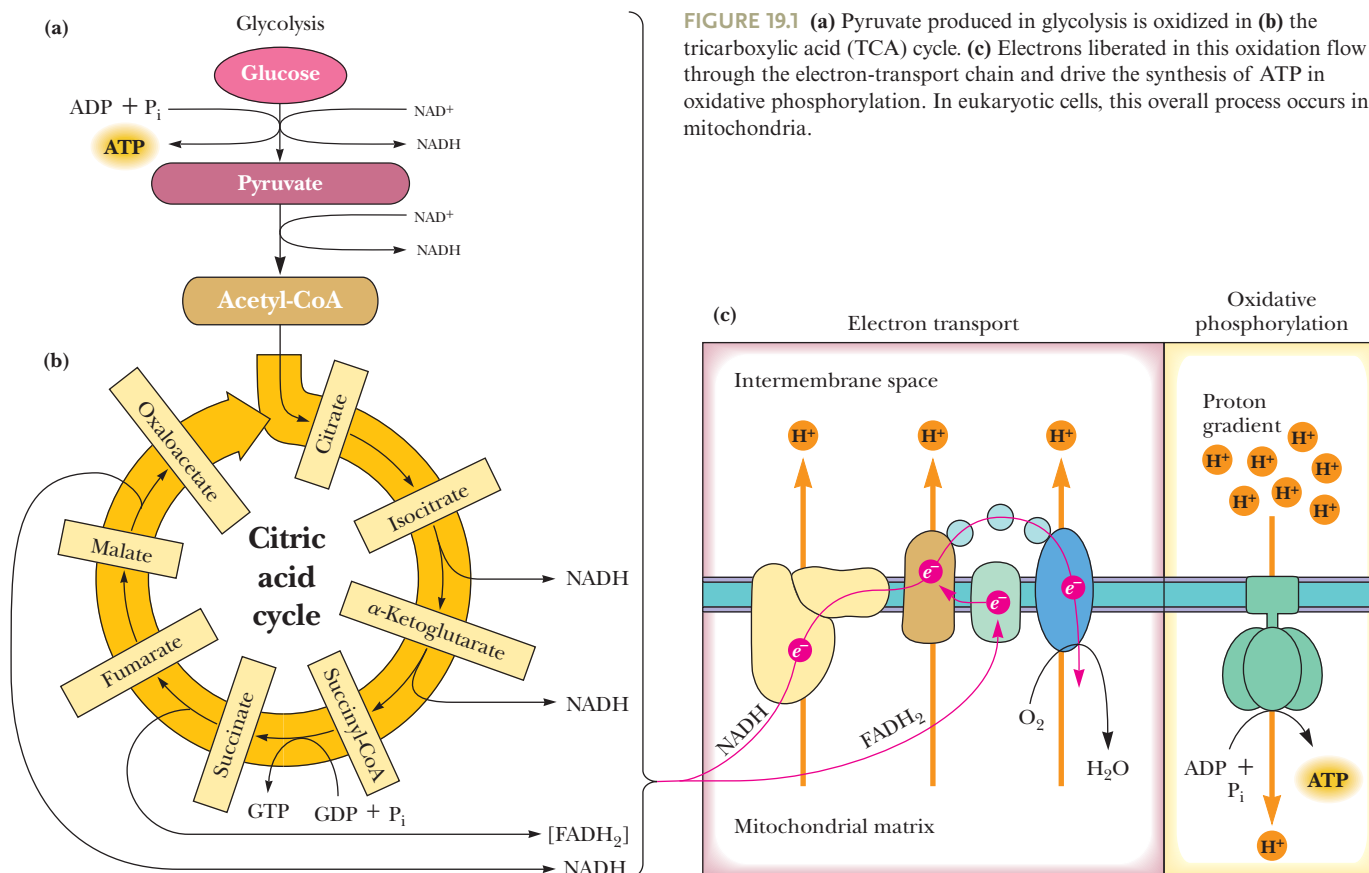 FIGURE 19.1 (a) Pyruvate produced in glycolysis is oxidized in (b) the
tricarboxylic acid (TCA) cycle. (c) Electrons liberated in this oxidation flow
through the electron-transport chain and drive the synthesis of ATP in
oxidative phosphorylation. In eukaryotic cells, this overall process occurs in
mitochondria.
(a)
Glycolysis
Glucose
ADP + Pi
NAD+
ATP
NADH
Pyruvate
NAD+
NADH
Acetyl-CoA
(b)
Citrate
Isocitrate
NADH
α-Ketoglutarate
NADH
Succinyl-CoA
GDP + Pi
GTP
Succinate
[FADH2]
Fumarate
Malate
NADH
Oxaloacetate
Citric
acid
cycle
(c)
Electron transport
Intermembrane space
H+
H+
H+
e−
e−
e−
e−
NADH
FADH2
O2
H2O
Mitochondrial matrix
Oxidative
phosphorylation
Proton
gradient
H+
H+
H+
H+
H+
H+
H+
ADP +
Pi
ATP
H+